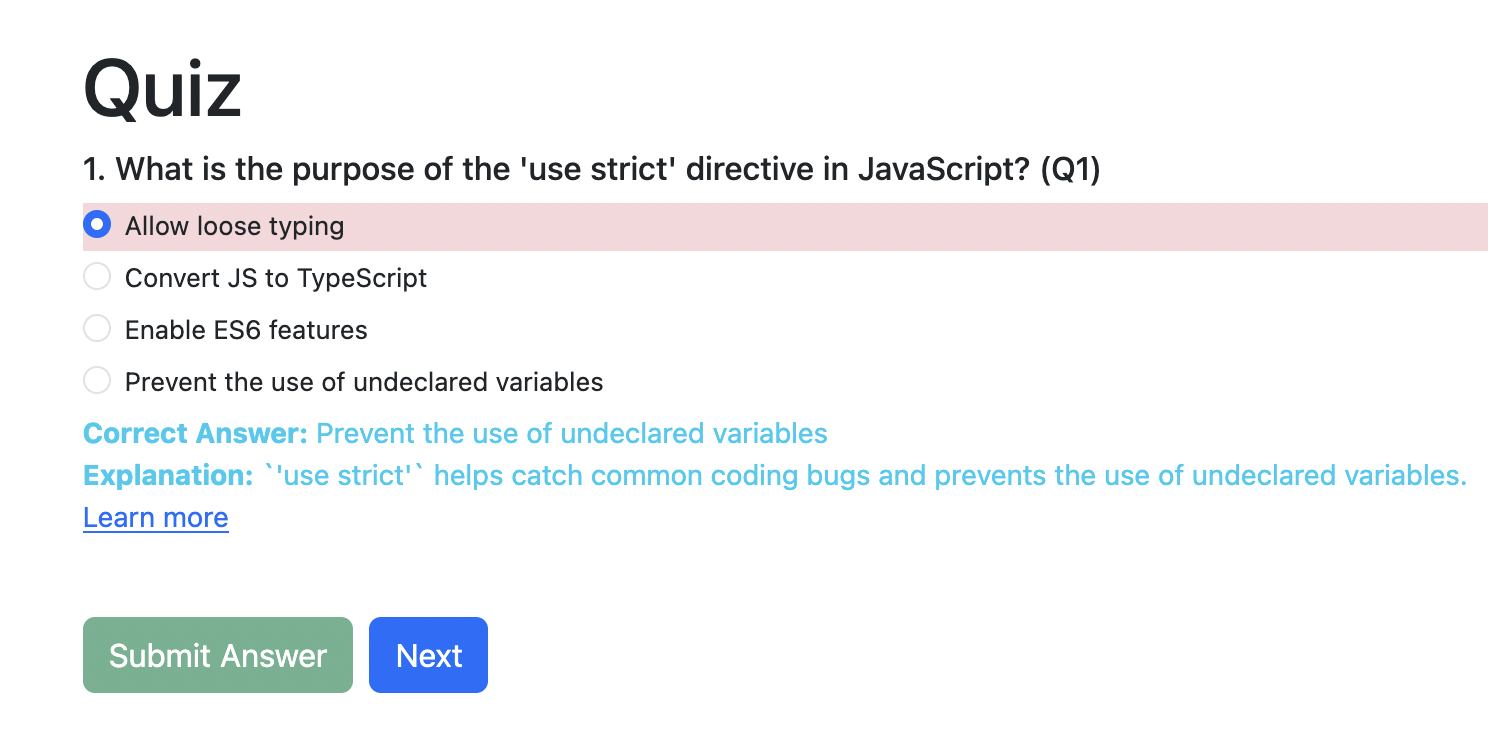 Quiz
1. What is the purpose of the 'use strict' directive in JavaScript? (Q1)
Allow loose typing
Convert JS to TypeScript
Enable ES6 features
Prevent the use of undeclared variables
Correct Answer: Prevent the use of undeclared variables
Explanation: `'use strict'` helps catch common coding bugs and prevents the use of undeclared variables.
Learn more
Submit Answer Next